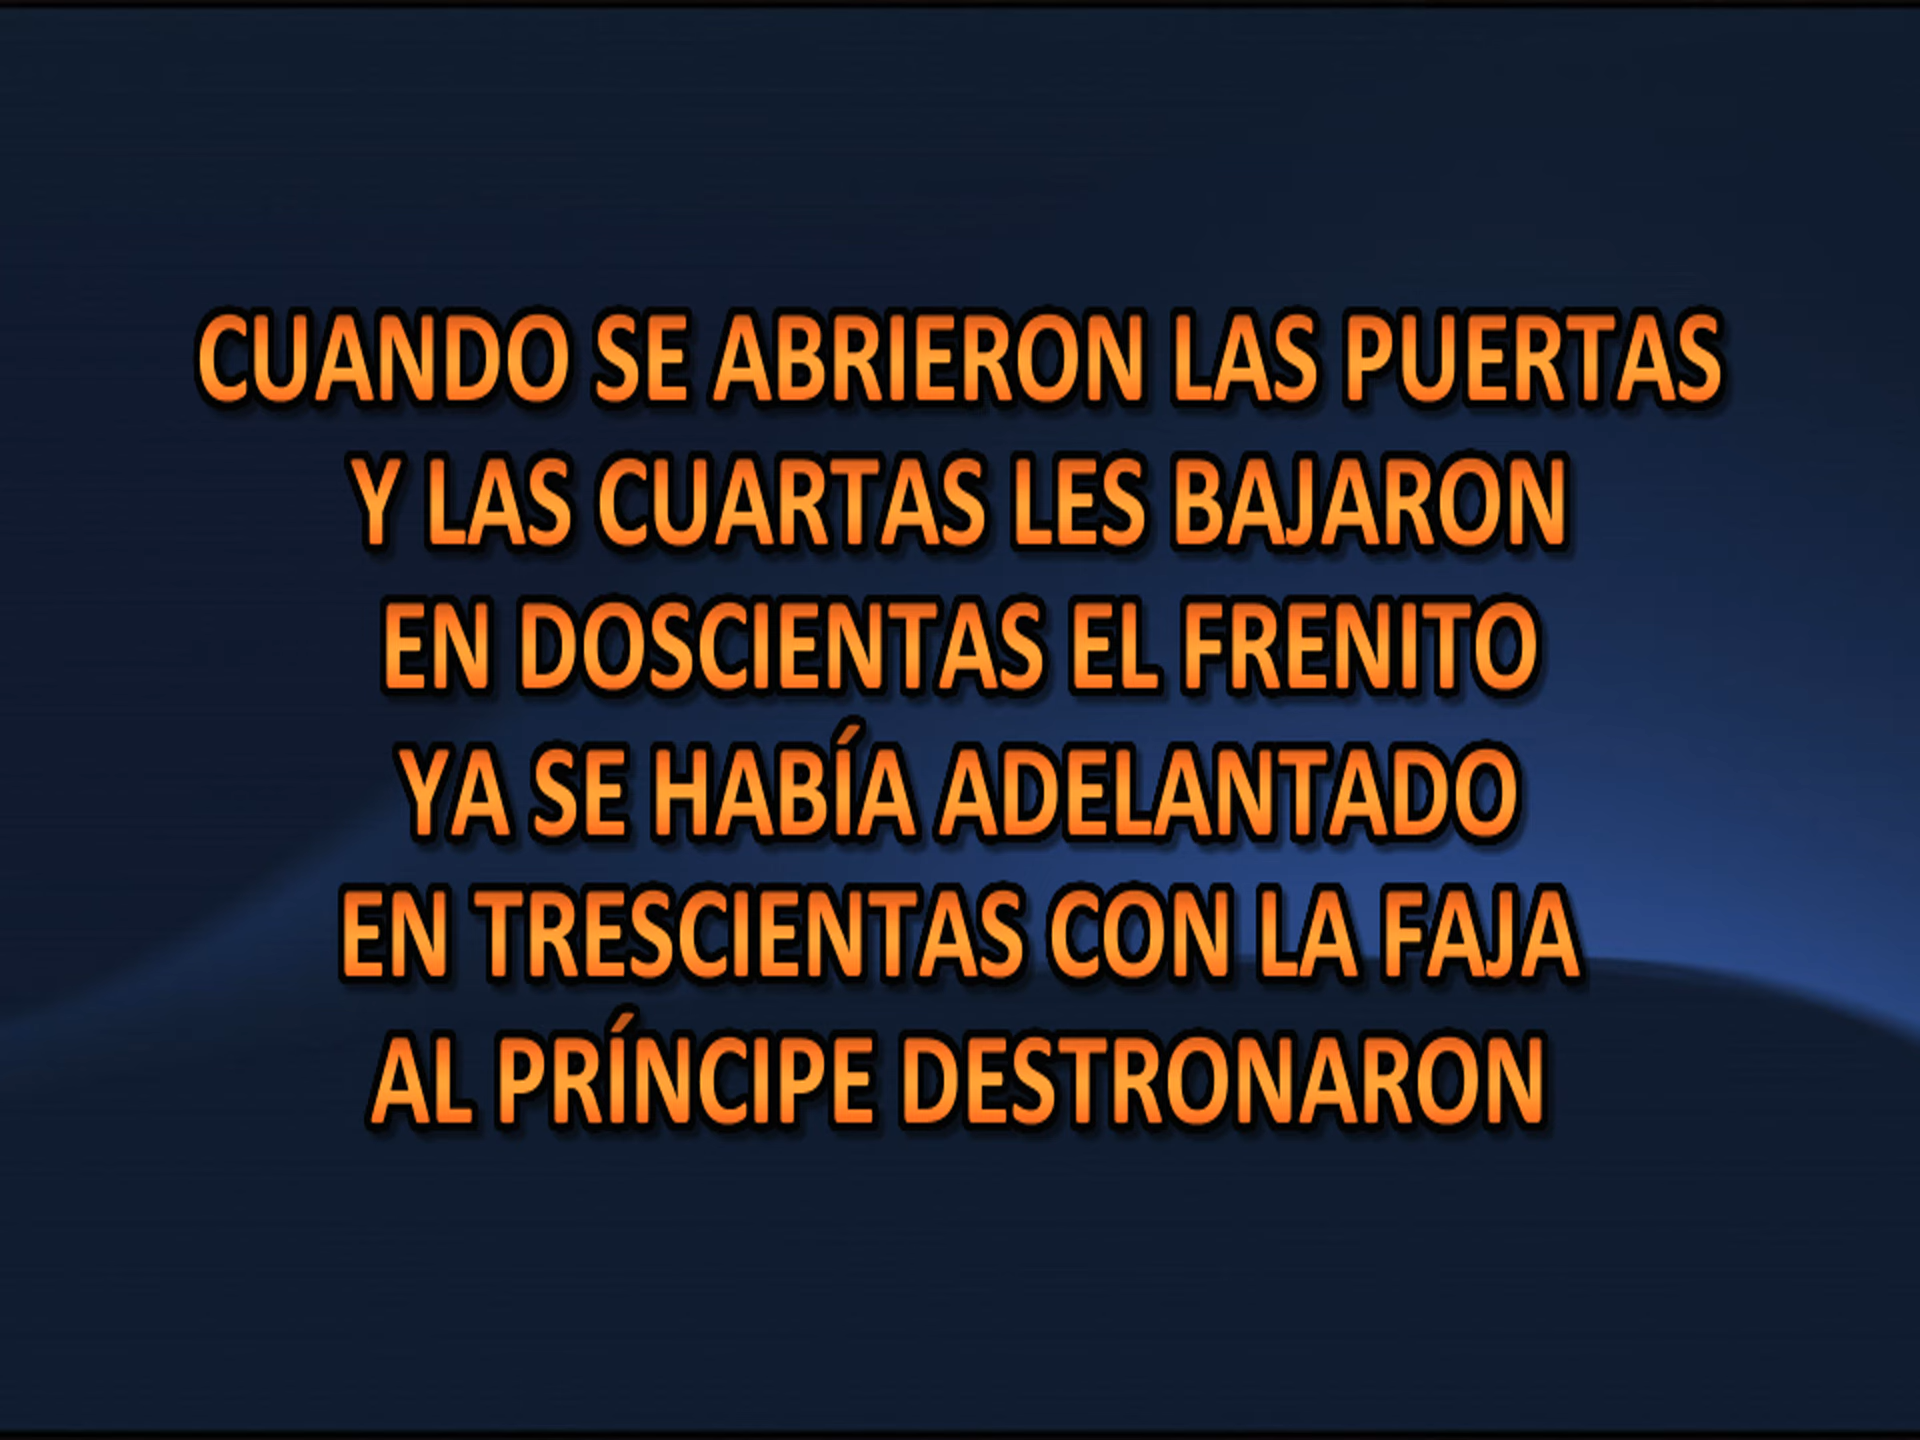 CUANDO SE ABRIERON LAS PUERTAS
Y LAS CUARTAS LES BAJARON
EN DOSCIENTAS EL FRENITO
YA SE HABÍA ADELANTADO
EN TRESCIENTAS CON LA FAJA
AL PRÍNCIPE DESTRONARON